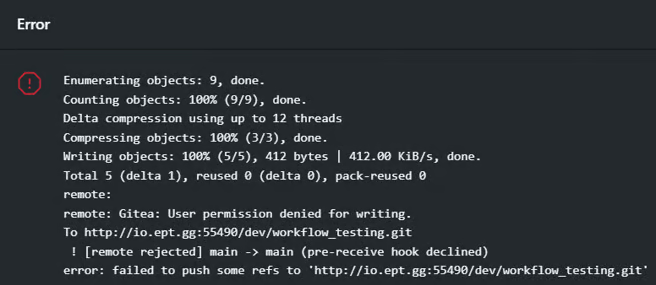 Error
Enumerating objects: 9, done.
Counting objects: 100% (9/9), done.
Delta compression using up to 12 threads
Compressing objects: 100% (3/3), done.
Writing objects: 100% (5/5), 412 bytes | 412.00 KiB/s, done.
Total 5 (delta 1), reused 0 (delta 0), pack-reused 0
remote:
remote: Gitea: User permission denied for writing.
To http://io.ept.gg:55490/dev/workflow_testing.git
! [remote rejected] main -> main (pre-receive hook declined)
error: failed to push some refs to 'http://io.ept.gg:55490/dev/workflow_testing.git'